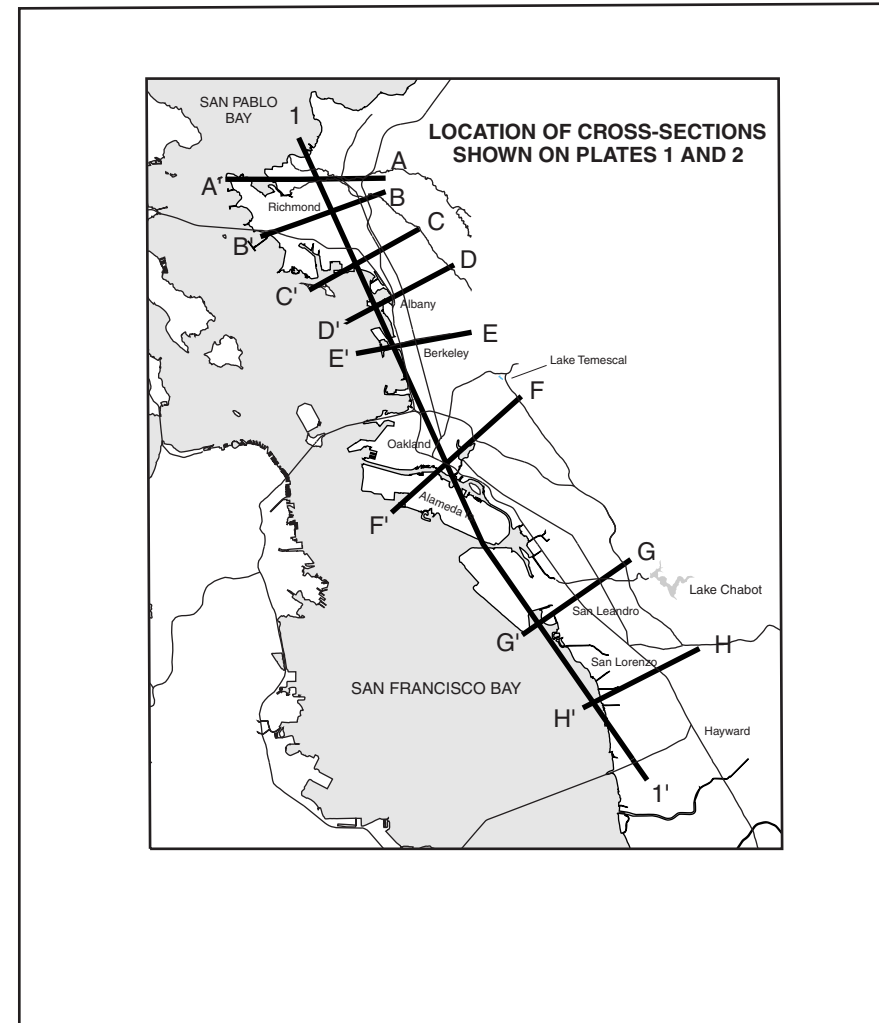 SAN PABLO
BAY
1
LOCATION OF CROSS-SECTIONS
SHOWN ON PLATES 1 AND 2
A
A'
B
Richmond
B'
C
C'
D
Albany
D'
E
E'
Berkeley
Lake Temescal
F
Oakland
Alameda
F'
G
Lake Chabot
San Leandro
G'
H
San Lorenzo
SAN FRANCISCO BAY
H'
Hayward
1'